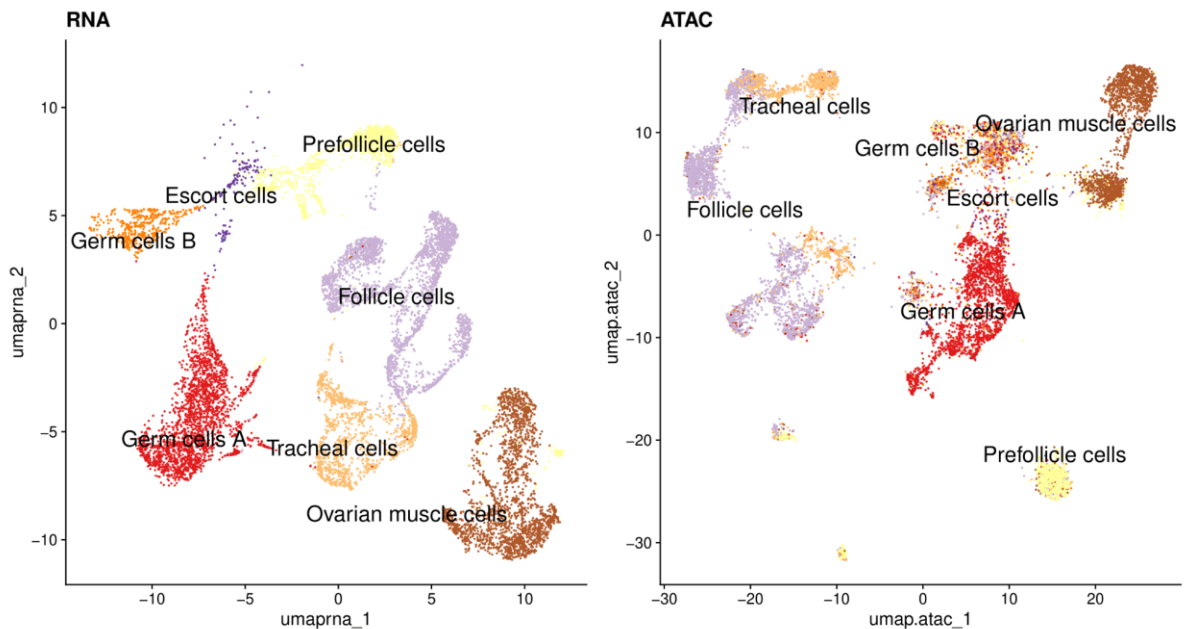 RNA
10
5
0
−5
−10
umaprna_2
Prefollicle cells
Escort cells
Germ cells B
Follicle cells
Germ cells A
Tracheal cells
Ovarian muscle cells
−10
−5
0
5
10
umaprna_1
ATAC
10
0
−10
−20
−30
umap.atac_2
Tracheal cells
Ovarian muscle cells
Germ cells B
Escort cells
Follicle cells
Germ cells A
Prefollicle cells
−30
−20
−10
0
10
20
umap.atac_1